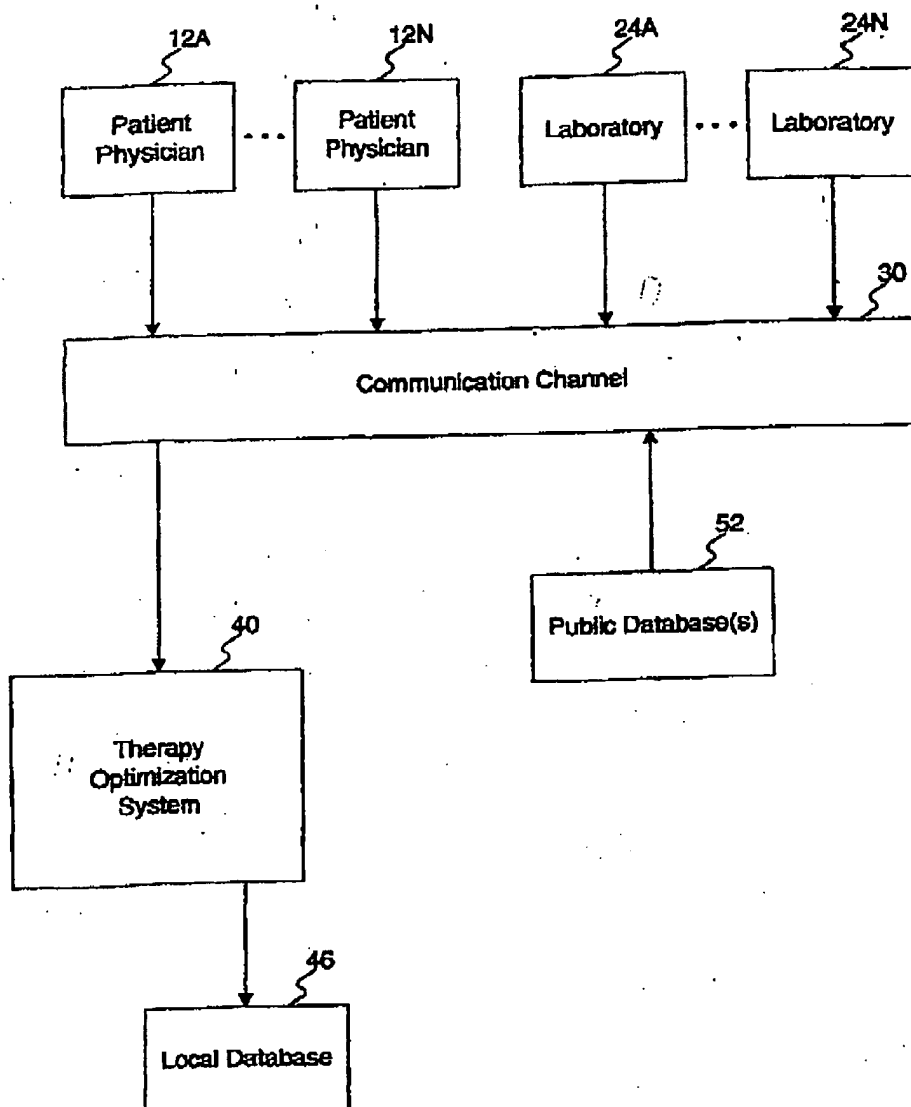 12A
12N
24A
24N
Patient
Physician
Patient
Physician
Laboratory
Laboratory
30
Communication Channel
52
Public Database(s)
40
Therapy
Optimization
System
46
Local Database